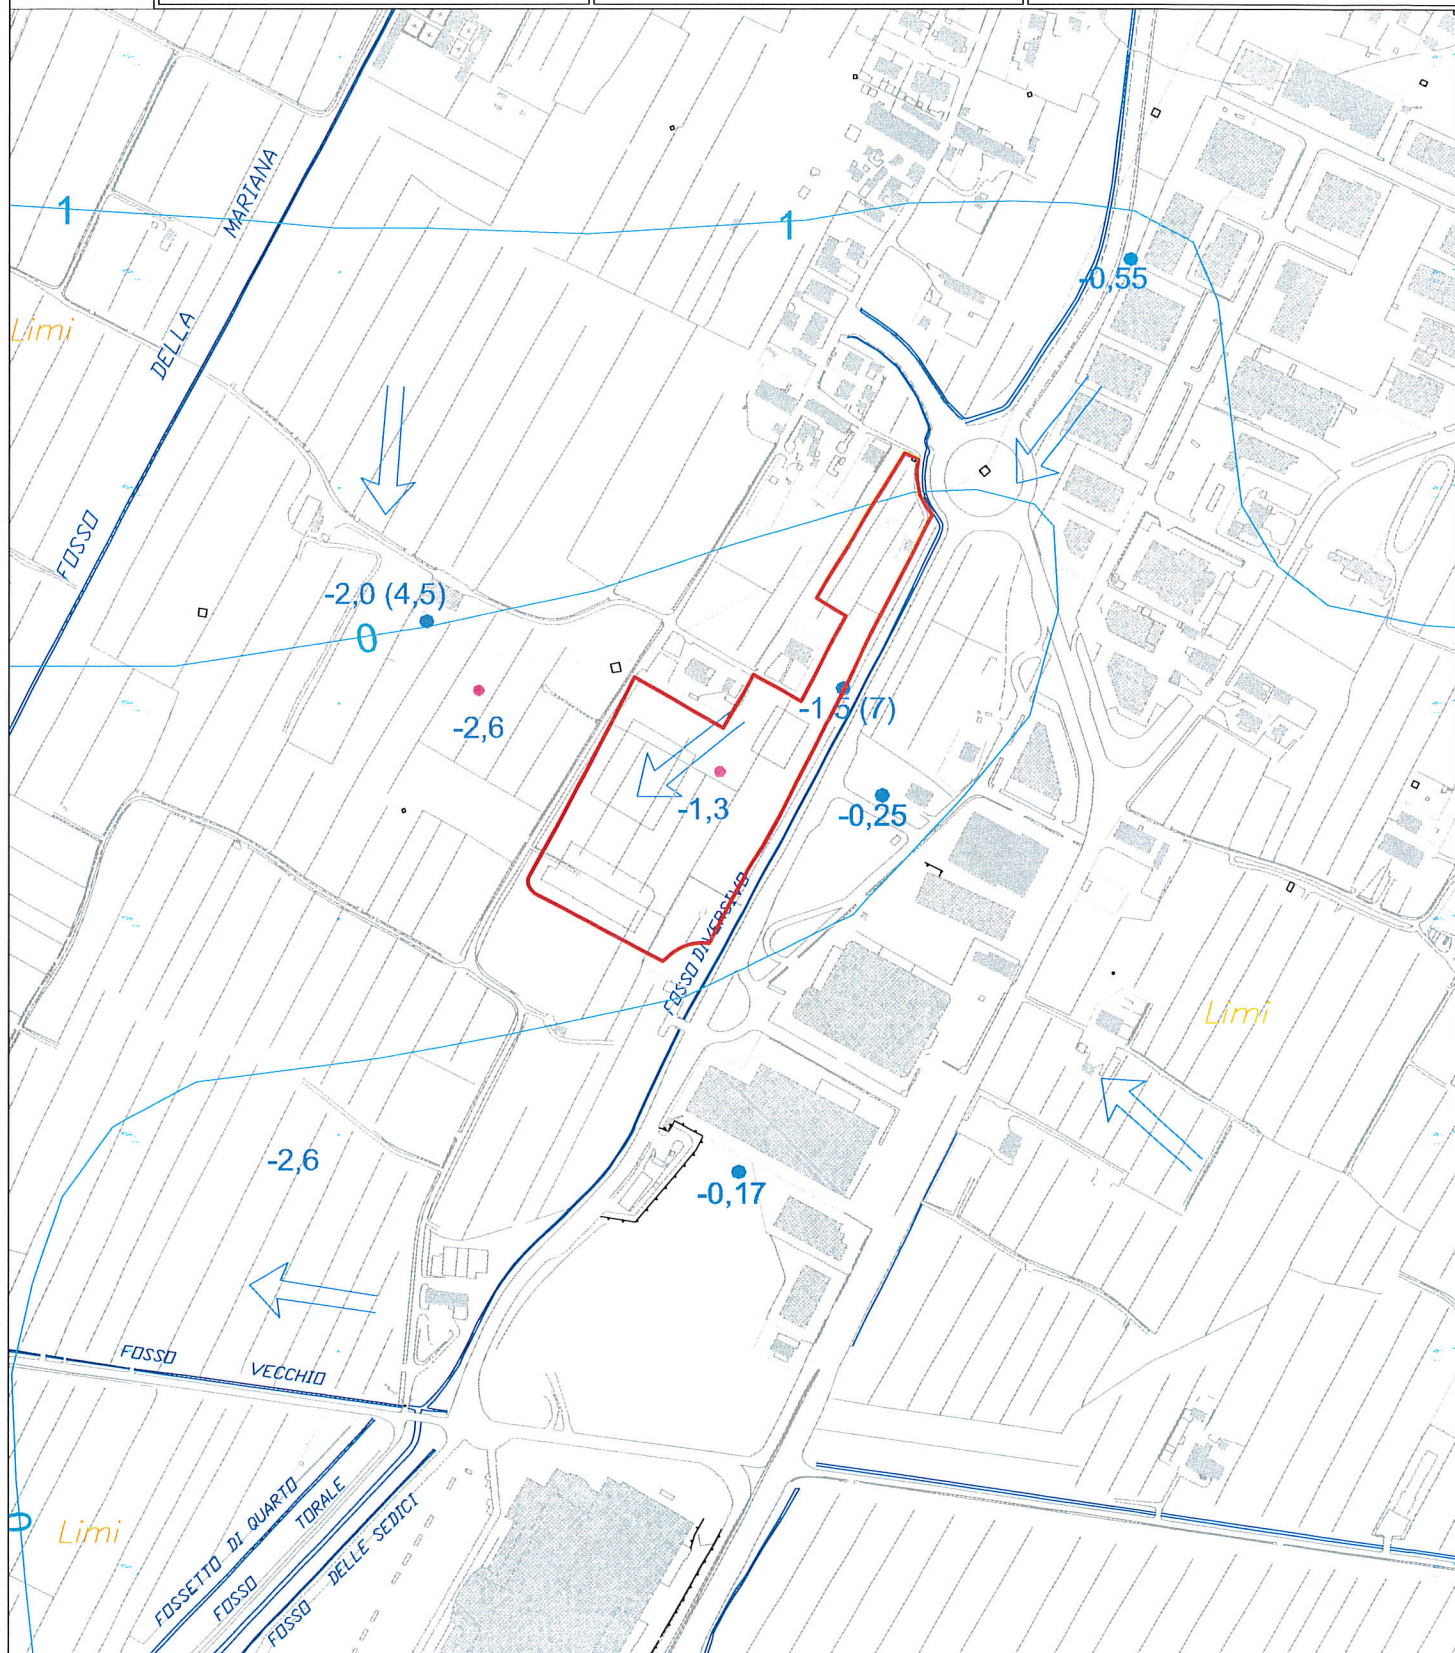 MARIANA
1
1
-0,55
DELLA
Limi
FOSSO
-2,0 (4,5)
0
-2,6
-1,5 (7)
-1,3
-0,25
FOSSO DIVERSIVO
Limi
-2,6
-0,17
FOSSO
VECCHIO
FOSSETTO DI QUARTO
TORALE
FOSSO
DELLE SEDICI
FOSSO
0
Limi